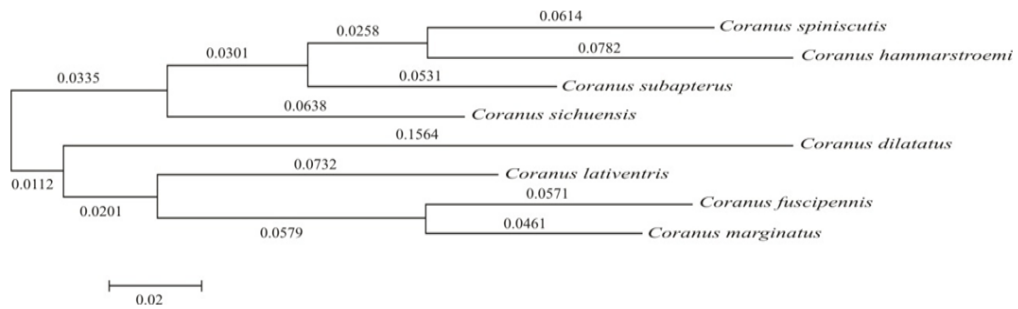 0.0614
Coranus spiniscutis
0.0258
0.0782
Coranus hammarstroemi
0.0301
0.0531
Coranus subapterus
0.0335
0.0638
Coranus sichuensis
0.1564
Coranus dilatatus
0.0732
Coranus lativentris
0.0112
0.0571
Coranus fuscipennis
0.0201
0.0461
Coranus marginatus
0.0579
0.02